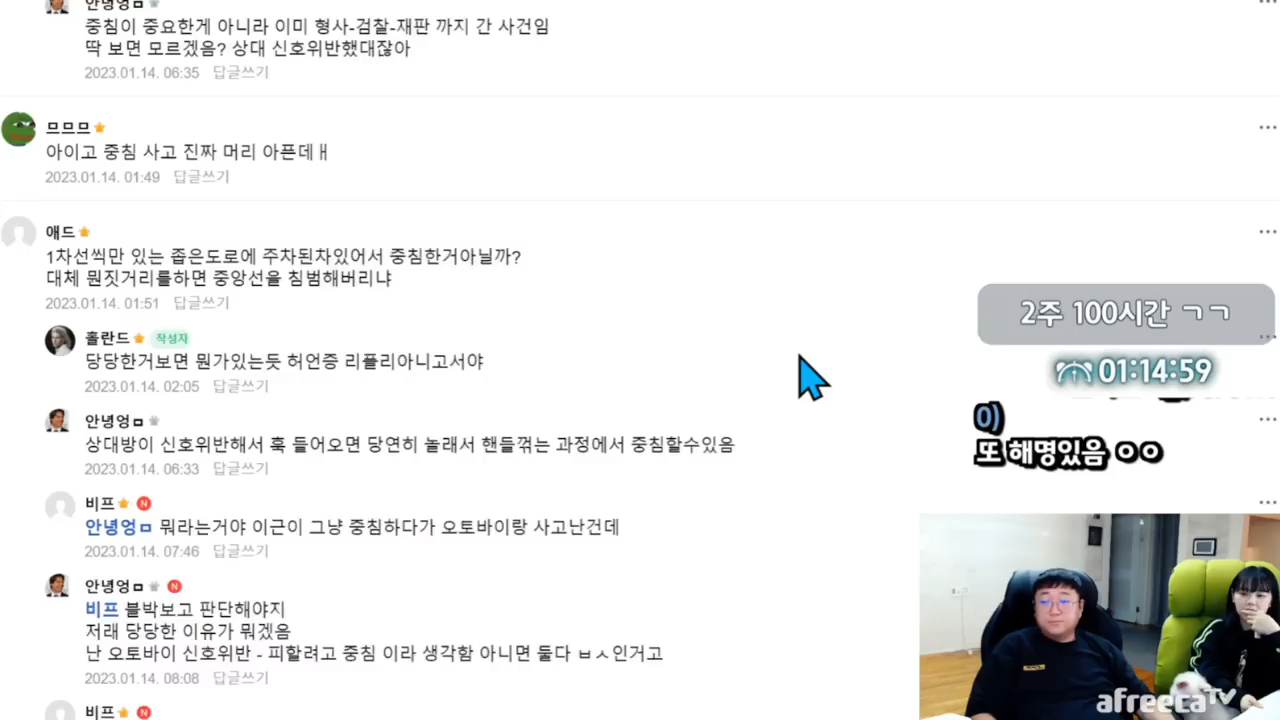 안녕엉ㅁ
중침이 중요한게 아니라 이미 형사-검찰-재판 까지 간 사건임
딱 보면 모르겠음? 상대 신호위반했대잖아
2023.01.14. 06:35 답글쓰기
므므므
아이고 중침 사고 진짜 머리 아픈데ㅐ
2023.01.14. 01:49 답글쓰기
애드
1차선씩만 있는 좁은도로에 주차된차있어서 중침한거아닐까?
대체 뭔짓거리를하면 중앙선을 침범해버리냐
2023.01.14. 01:51 답글쓰기
홀란드 작성자
당당한거보면 뭔가있는듯 허언증 리플리아니고서야
2023.01.14. 02:05 답글쓰기
안녕엉ㅁ
상대방이 신호위반해서 훅 들어오면 당연히 놀래서 핸들꺾는 과정에서 중침할수있음
2023.01.14. 06:33 답글쓰기
비프 N
안녕엉ㅁ 뭐라는거야 이근이 그냥 중침하다가 오토바이랑 사고난건데
2023.01.14. 07:46 답글쓰기
안녕엉ㅁ N
비프 블박보고 판단해야지
저래 당당한 이유가 뭐겠음
난 오토바이 신호위반 - 피할려고 중침 이라 생각함 아니면 둘다 ㅂㅅ인거고
2023.01.14. 08:08 답글쓰기
비프 N
2주 100시간 ㄱㄱ
01:14:59
이)
또 해명있음 ㅇㅇ
afreecaTV